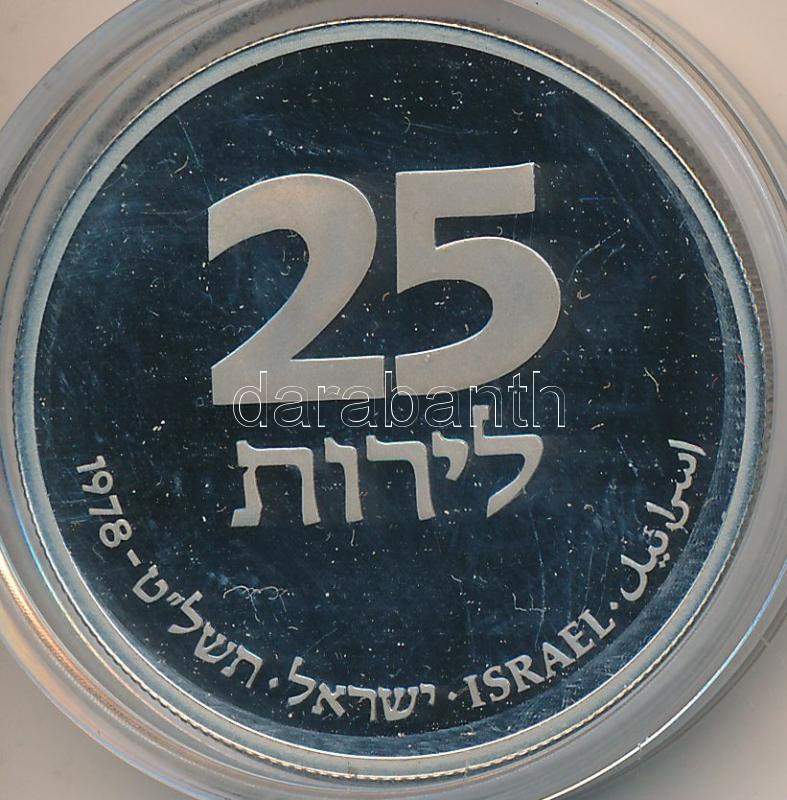 25
לירות
1978 - תשל"ט · ישראל · ISRAEL · اسرائيل
darabanth